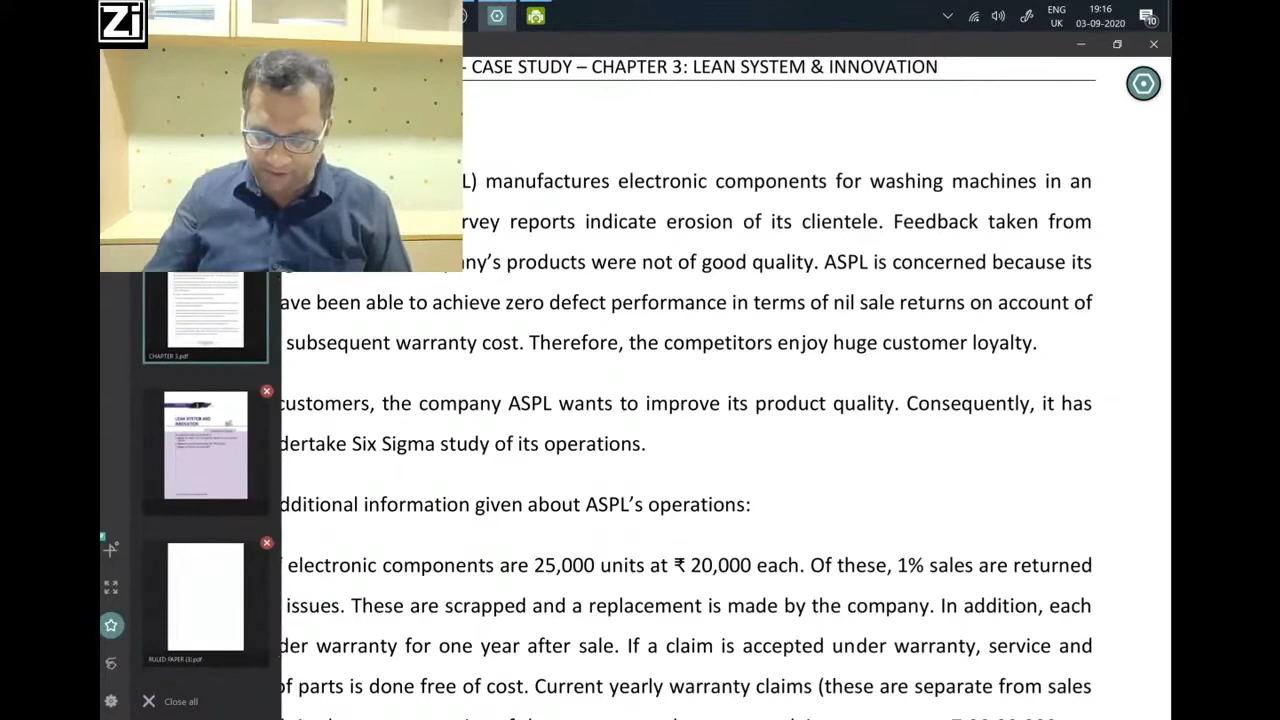 Zi
ENG
UK
19:16
03-09-2020
10
- CASE STUDY – CHAPTER 3: LEAN SYSTEM & INNOVATION
L) manufactures electronic components for washing machines in an
rvey reports indicate erosion of its clientele. Feedback taken from
any's products were not of good quality. ASPL is concerned because its
ave been able to achieve zero defect performance in terms of nil sale returns on account of
subsequent warranty cost. Therefore, the competitors enjoy huge customer loyalty.
CHAPTER 3.pdf
customers, the company ASPL wants to improve its product quality. Consequently, it has
LEAN SYSTEM AND
INNOVATION
dertake Six Sigma study of its operations.
dditional information given about ASPL's operations:
electronic components are 25,000 units at ₹ 20,000 each. Of these, 1% sales are returned
issues. These are scrapped and a replacement is made by the company. In addition, each
der warranty for one year after sale. If a claim is accepted under warranty, service and
RULED PAPER (3).pdf
of parts is done free of cost. Current yearly warranty claims (these are separate from sales
Close all